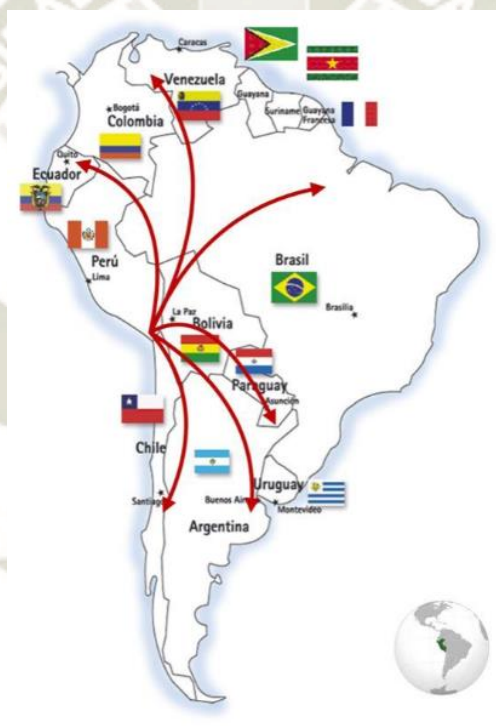 Caracas
Venezuela
Guayana
Suriname
Guayana
Francesa
Bogotá
Colombia
Quito
Ecuador
Perú
Lima
Brasil
Brasilia
La Paz
Bolivia
Paraguay
Asunción
Chile
Santiago
Uruguay
Buenos Aires
Montevideo
Argentina